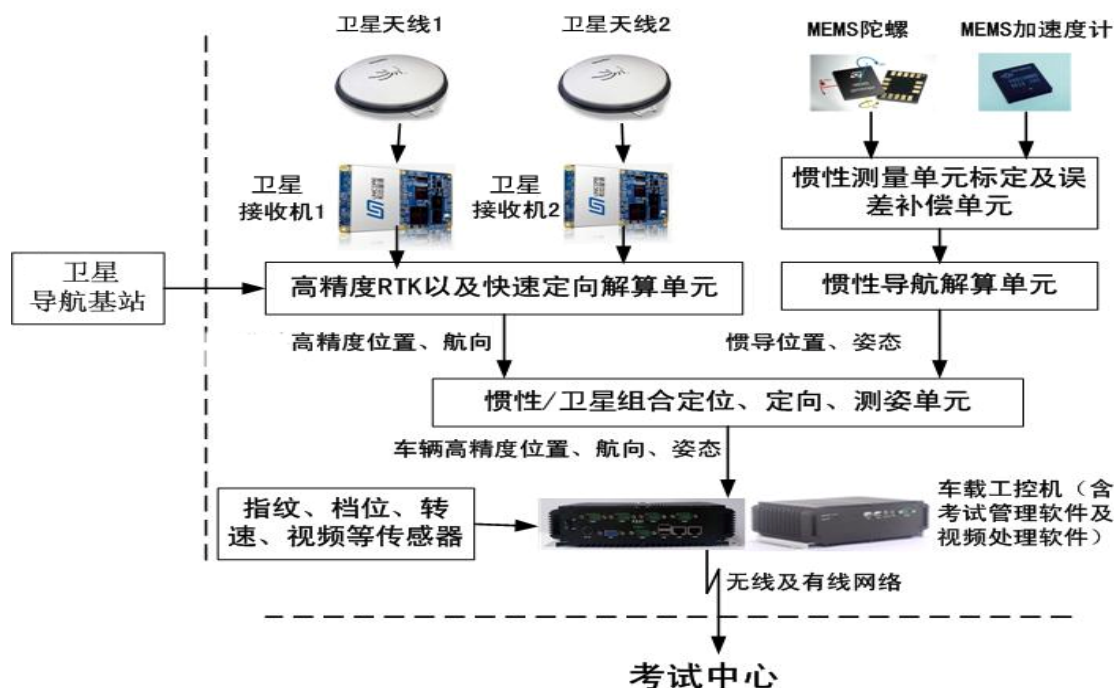 卫星天线1
卫星天线2
MEMS陀螺
MEMS加速度计
卫星
接收机1
卫星
接收机2
惯性测量单元标定及误
差补偿单元
卫星
导航基站
高精度RTK以及快速定向解算单元
惯性导航解算单元
高精度位置、航向
惯导位置、姿态
惯性/卫星组合定位、定向、测姿单元
车辆高精度位置、航向、姿态
指纹、档位、转
速、视频等传感器
车载工控机（含
考试管理软件及
视频处理软件）
无线及有线网络
考试中心